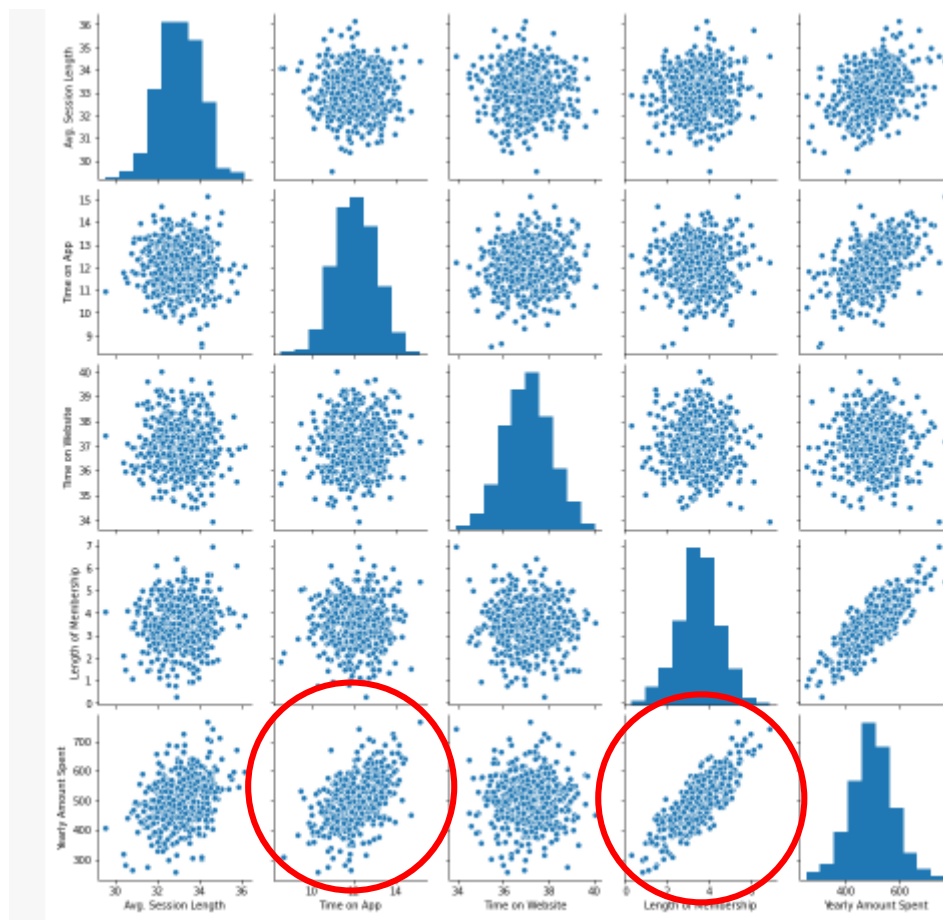 36
35
34
33
32
31
30
Avg. Session Length
15
14
13
12
11
10
9
Time on App
40
39
38
37
36
35
34
Time on Website
7
6
5
4
3
2
1
0
Length of Membership
700
600
500
400
300
Yearly Amount Spent
30 32 34 36
Avg. Session Length
10 12 14
Time on App
34 36 38 40
Time on Website
0 2 4
Length of Membership
400 600
Yearly Amount Spent